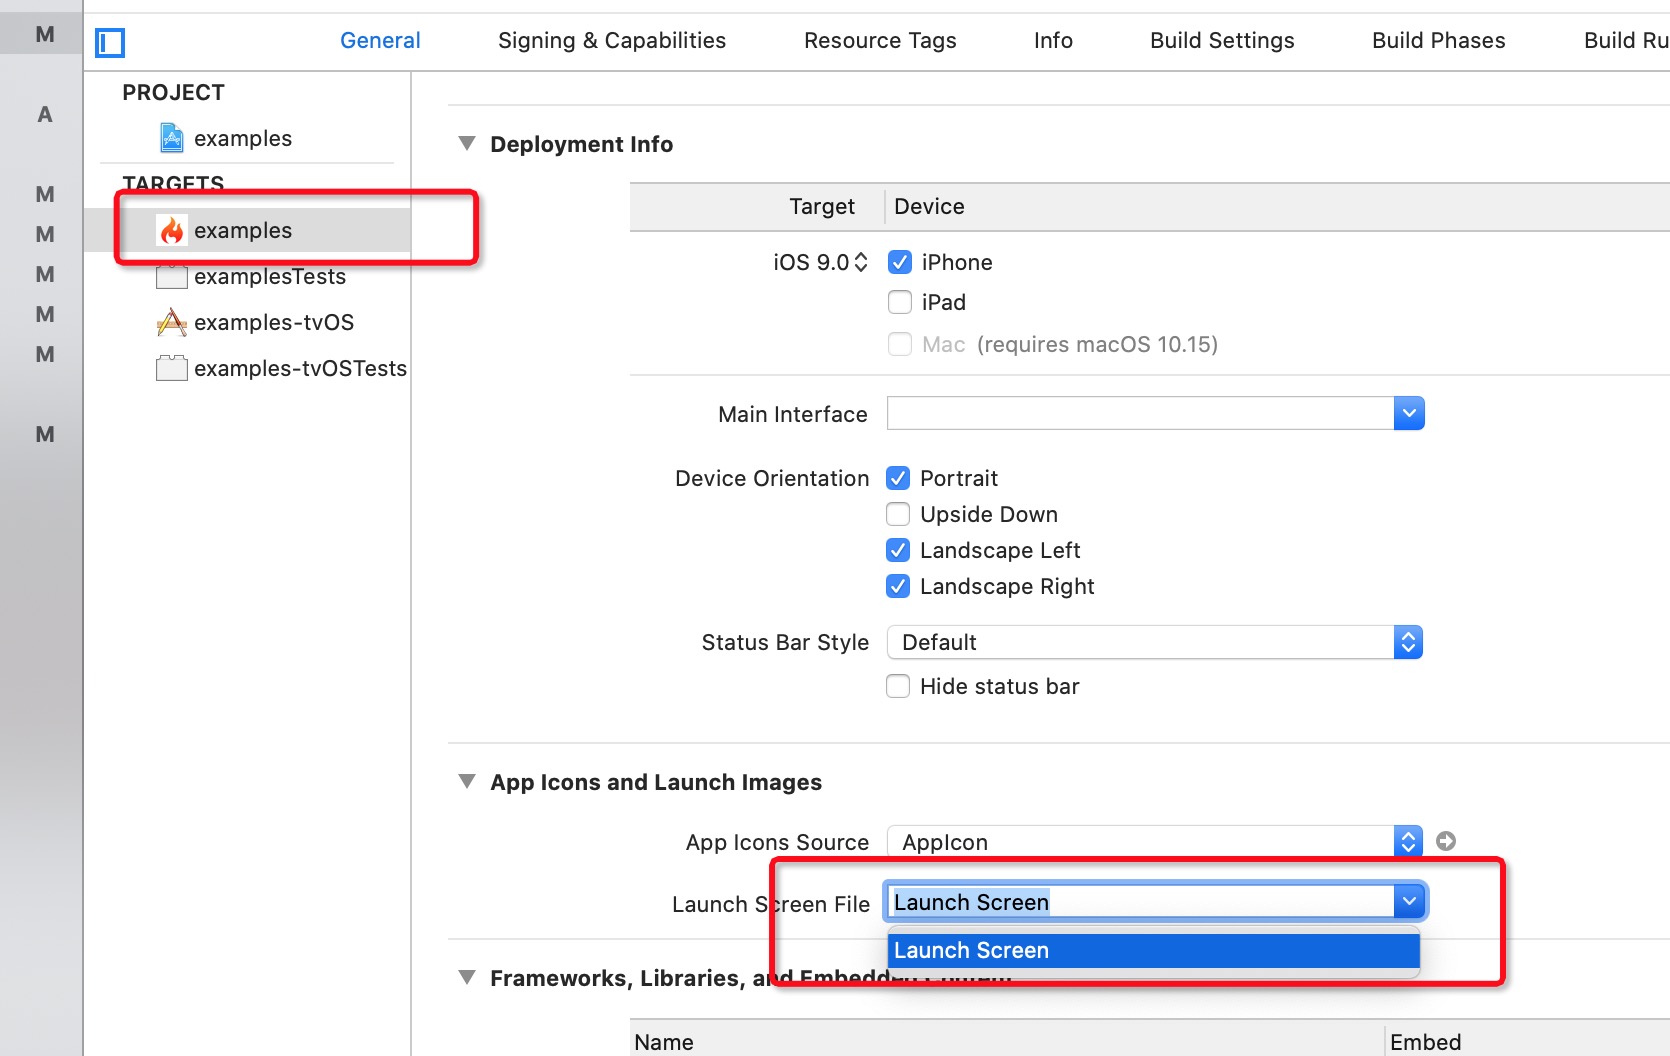 M
General Signing & Capabilities Resource Tags Info Build Settings Build Phases Build Ru
PROJECT
A
examples
TARGETS
M
examples
M
examplesTests
M
examples-tvOS
M
examples-tvOSTests
M
M
Deployment Info
Target Device
iOS 9.0 iPhone
iPad
Mac (requires macOS 10.15)
Main Interface
Device Orientation Portrait
Upside Down
Landscape Left
Landscape Right
Status Bar Style Default
Hide status bar
App Icons and Launch Images
App Icons Source AppIcon
Launch Screen File Launch Screen
Launch Screen
Frameworks, Libraries, and Embedded Content
Name Embed